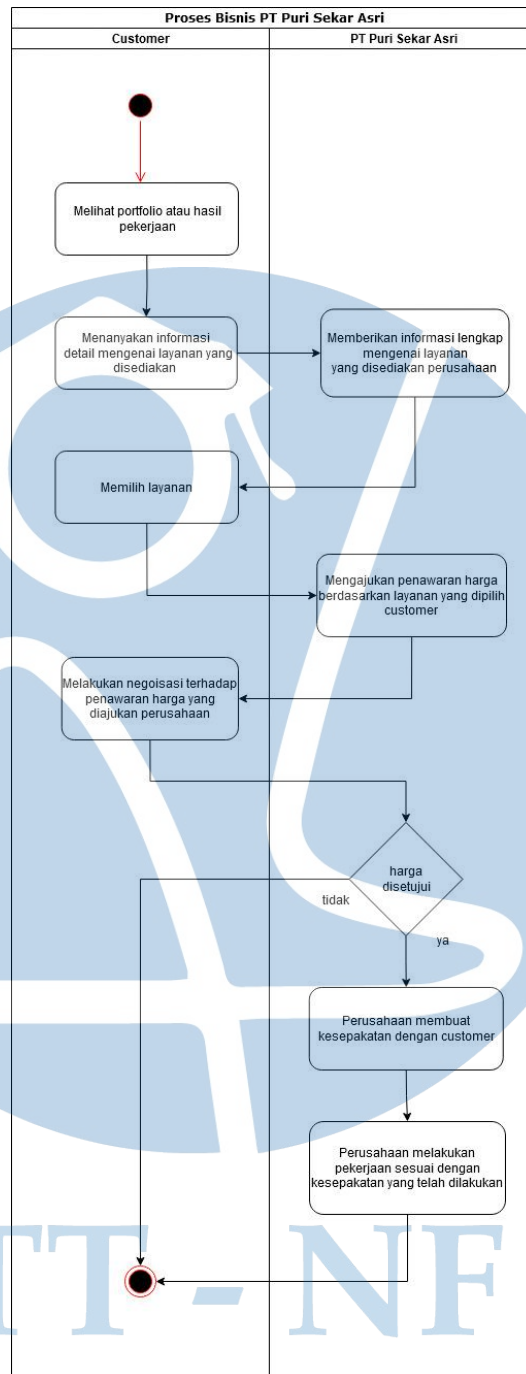 Proses Bisnis PT Puri Sekar Asri
Customer
PT Puri Sekar Asri
Melihat portfolio atau hasil
pekerjaan
Menanyakan informasi
detail mengenai layanan yang
disediakan
Memberikan informasi lengkap
mengenai layanan
yang disediakan perusahaan
Memilih layanan
Mengajukan penawaran harga
berdasarkan layanan yang dipilih
customer
Melakukan negoisasi terhadap
penawaran harga yang
diajukan perusahaan
harga
disetujui
tidak
ya
Perusahaan membuat
kesepakatan dengan customer
Perusahaan melakukan
pekerjaan sesuai dengan
kesepakatan yang telah dilakukan
TT - NF